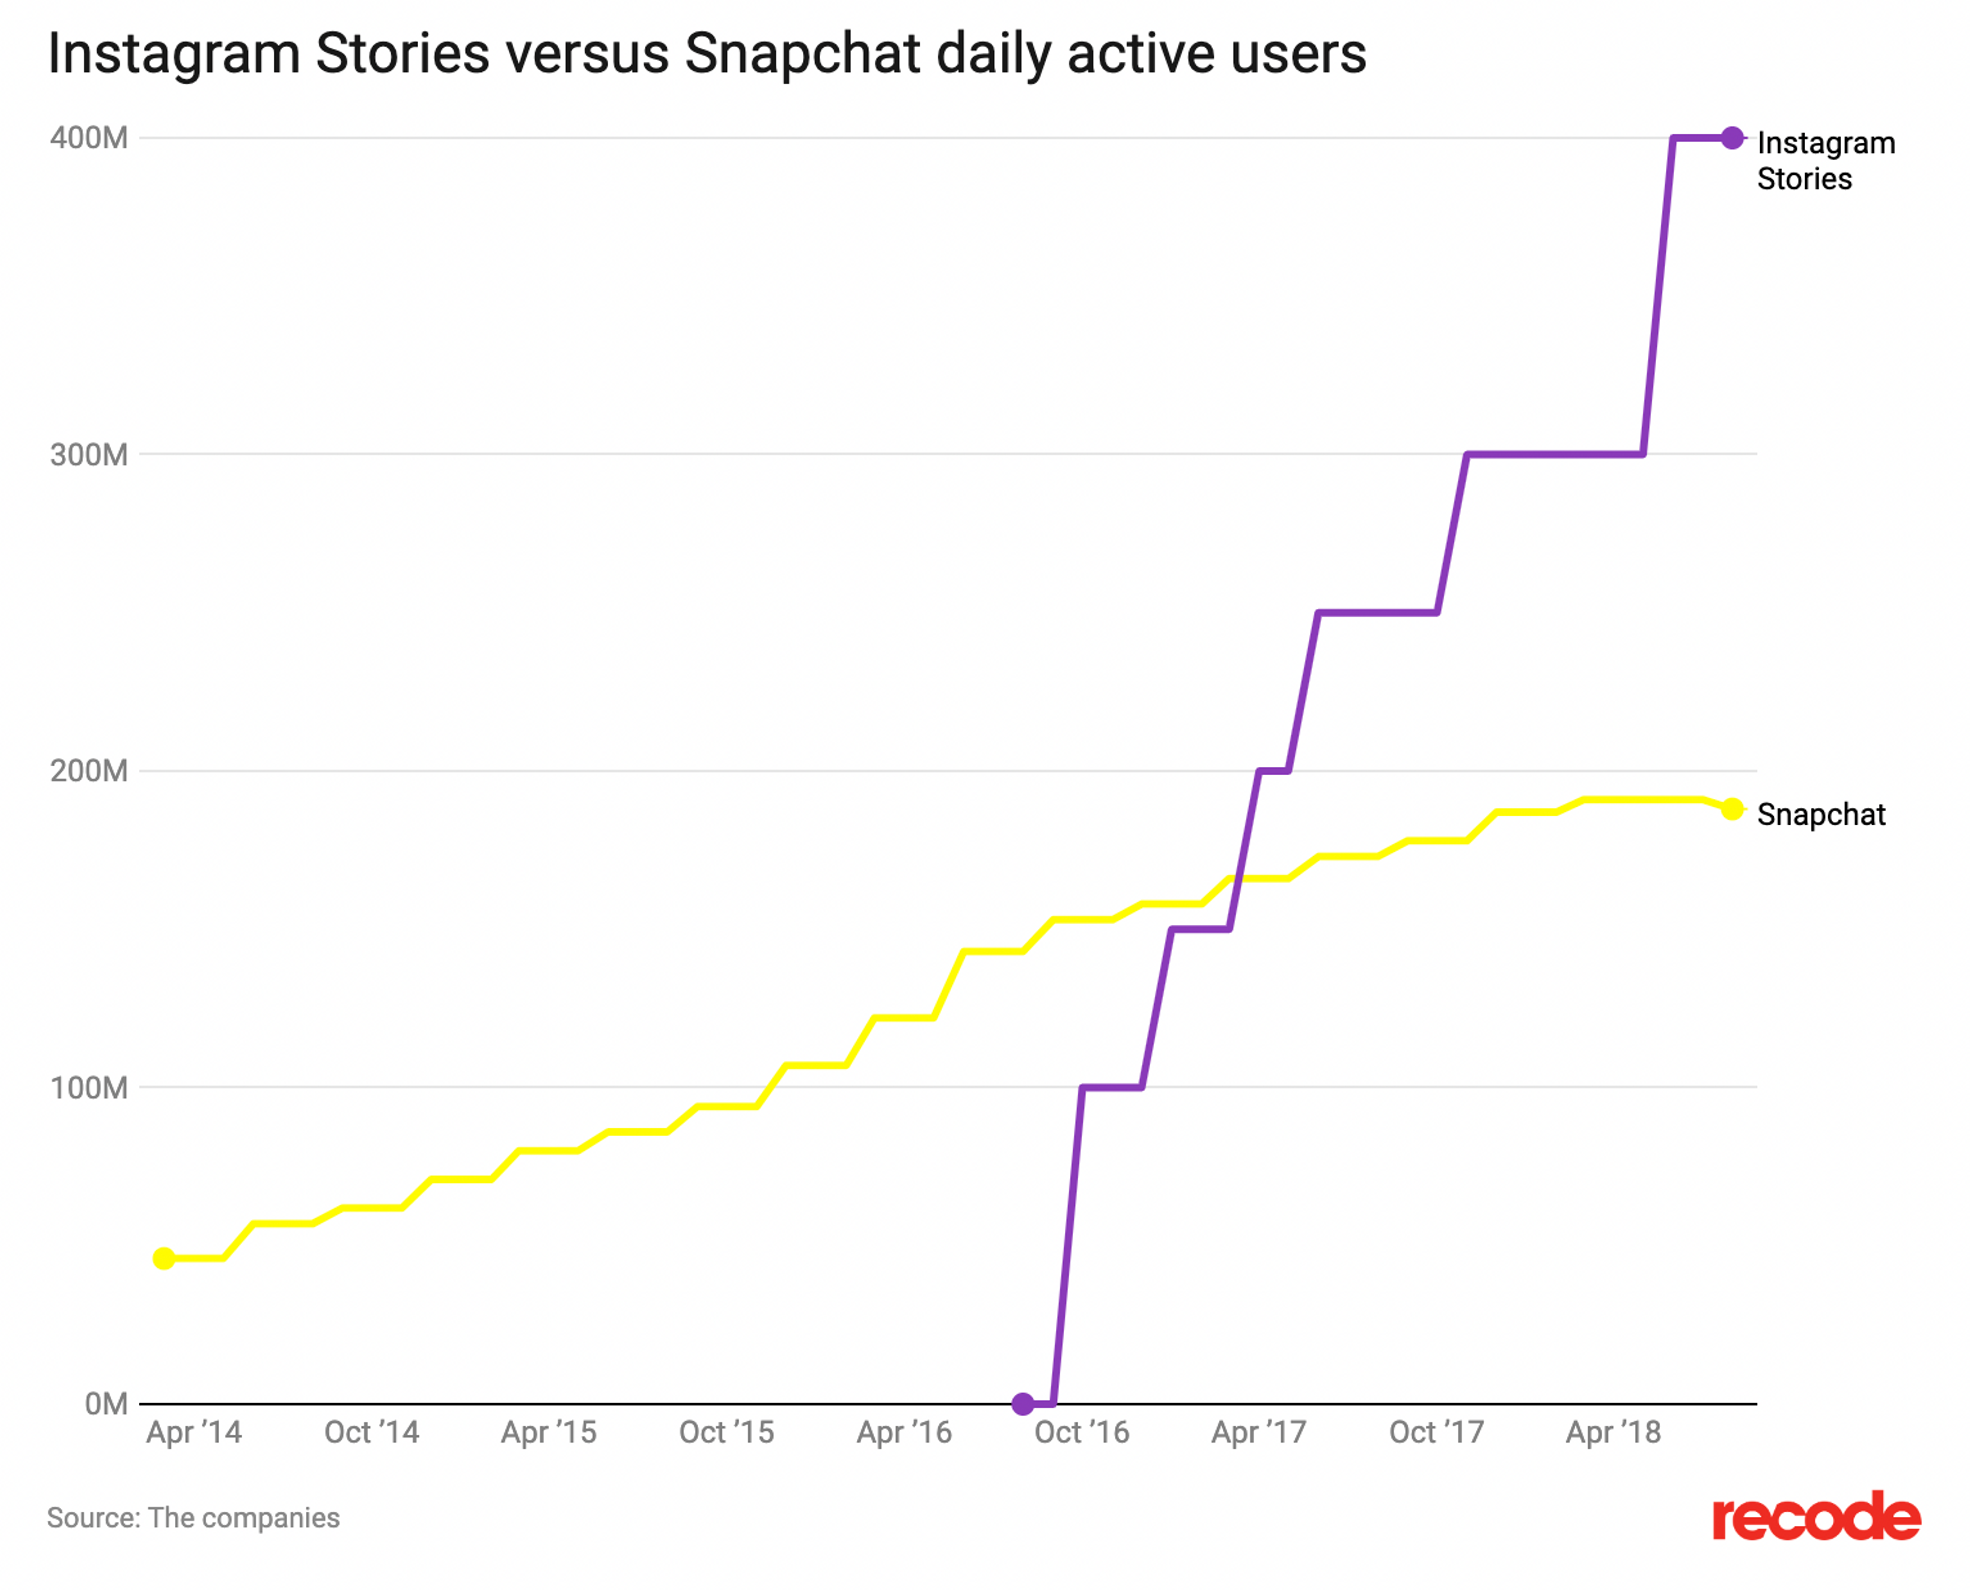 Instagram Stories versus Snapchat daily active users
400M
Instagram
Stories
300M
200M
Snapchat
100M
0M
Apr ’14 Oct ’14 Apr ’15 Oct ’15 Apr ’16 Oct ’16 Apr ’17 Oct ’17 Apr ’18
Source: The companies
recode